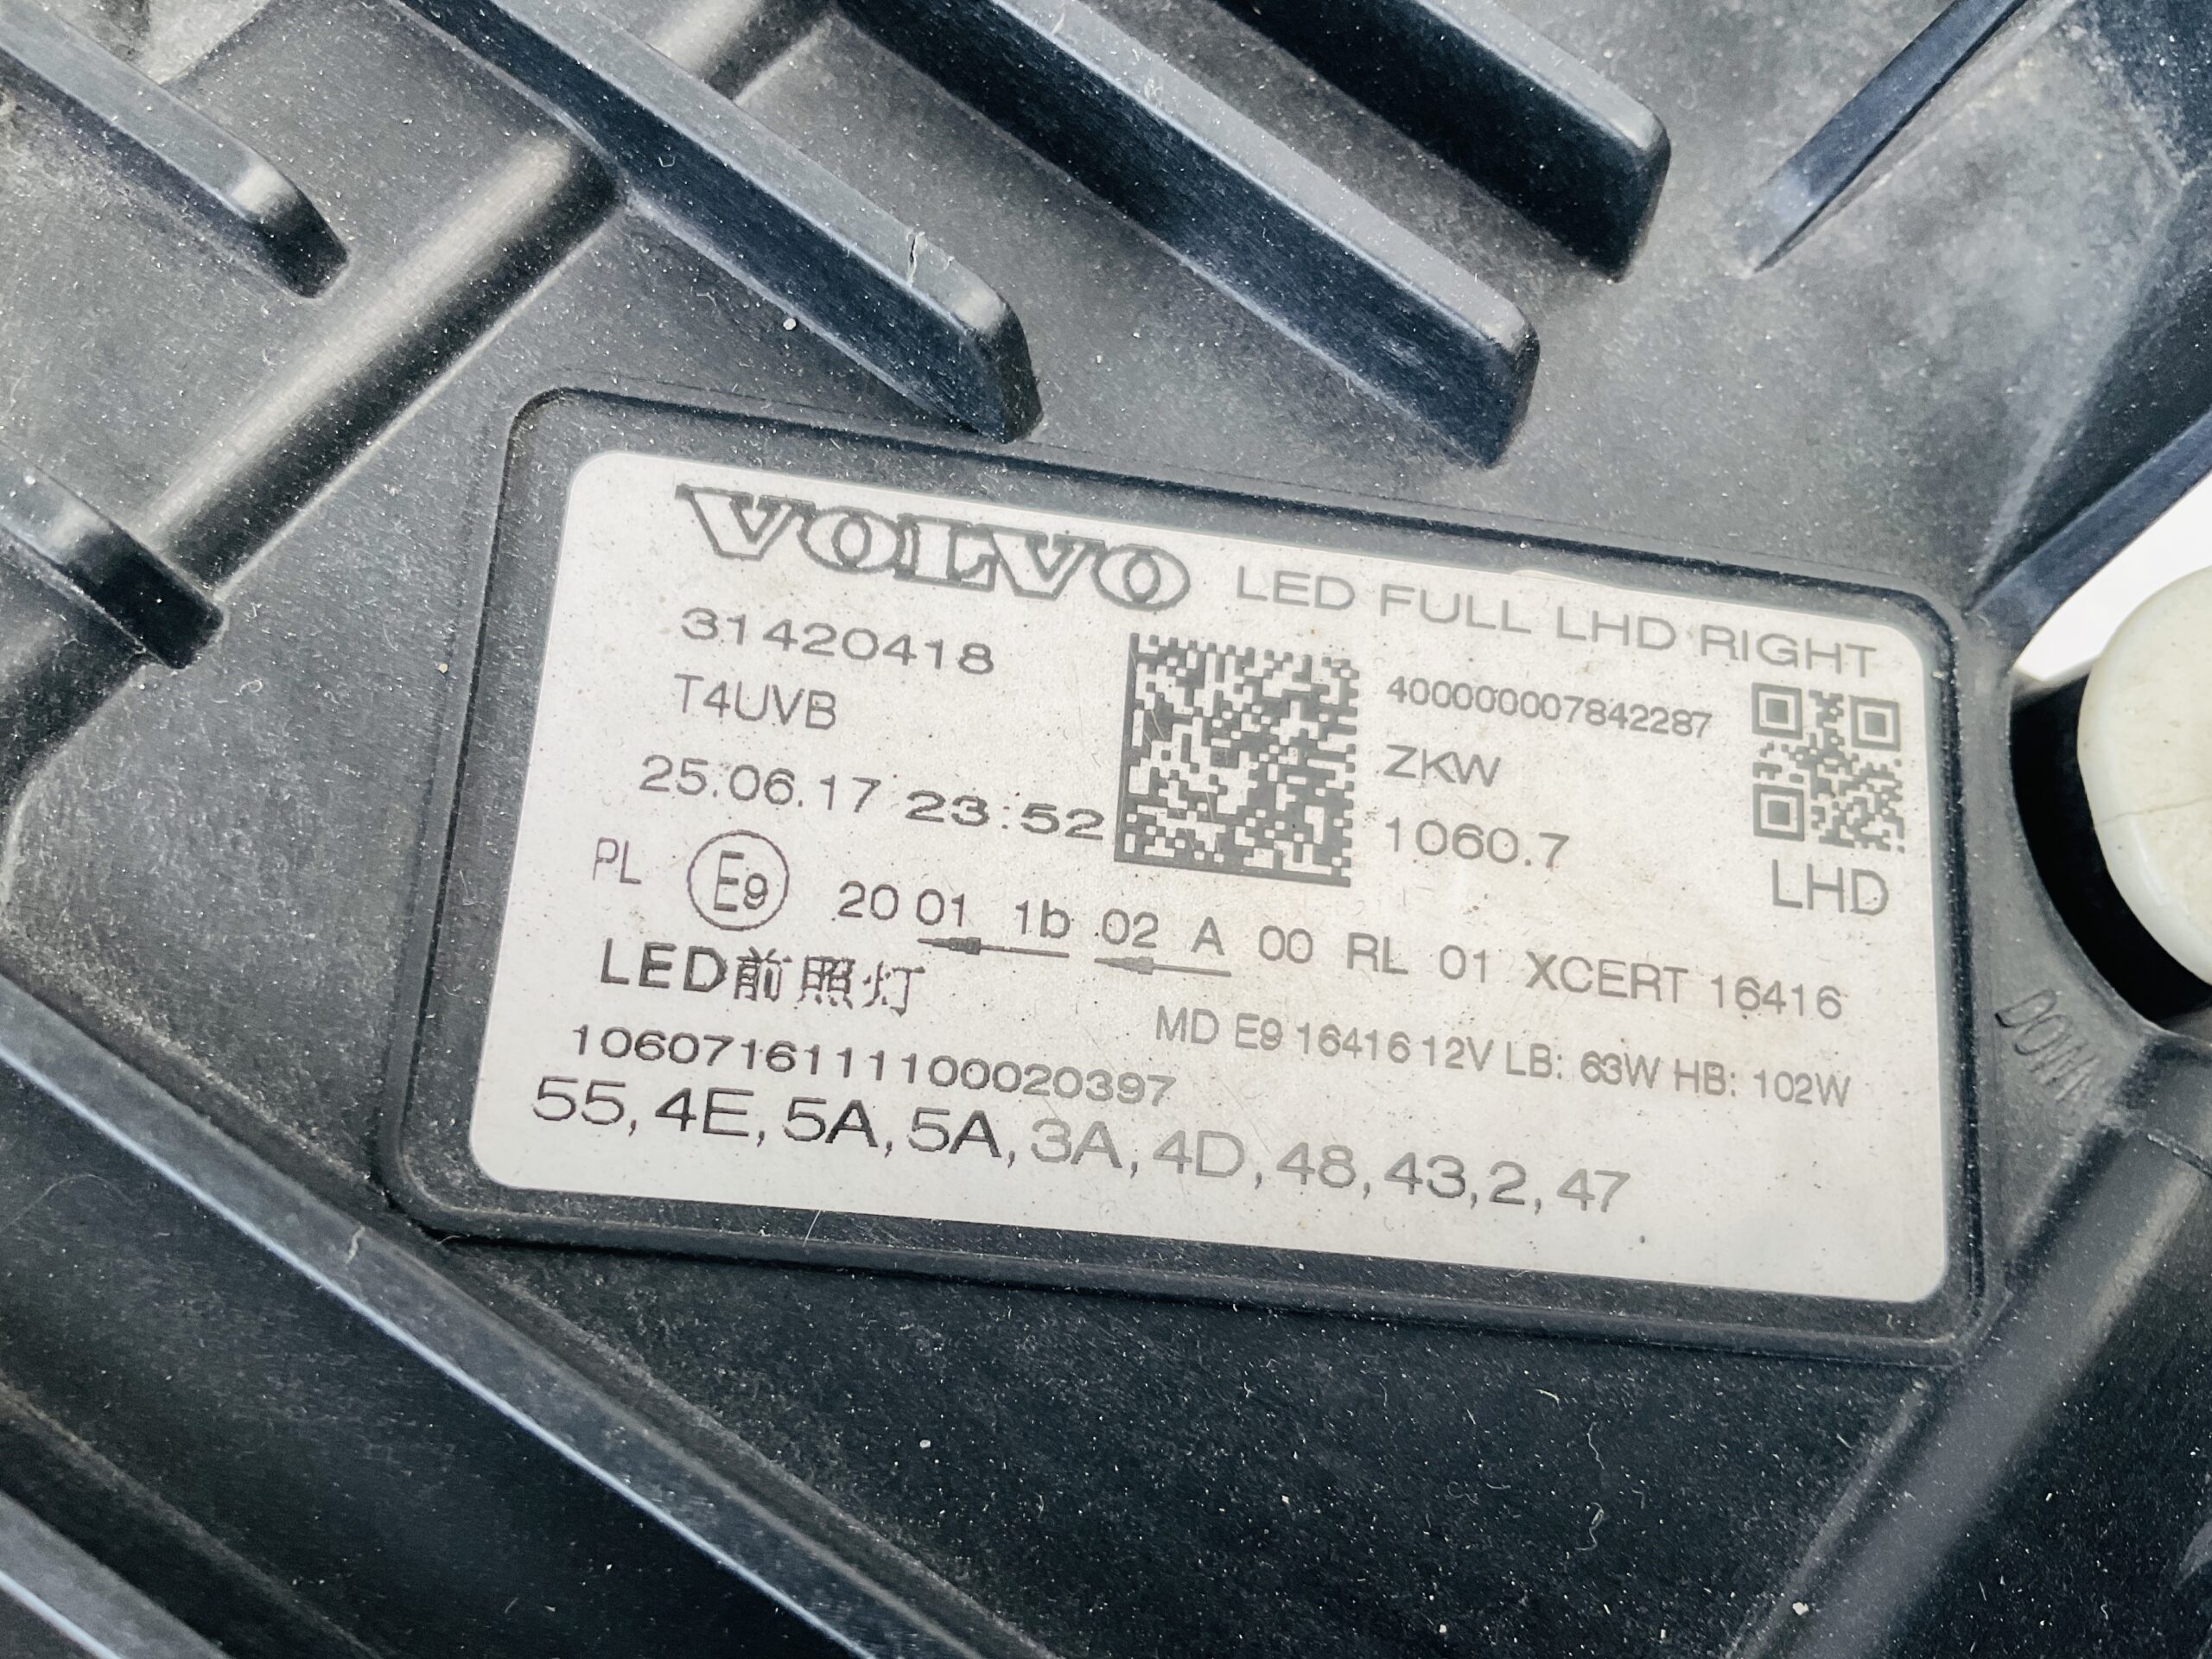 VOLVO LED FULL LHD RIGHT
31420418
400000007842287
T4UVB
ZKW
25.06.17 23:52
1060.7
LHD
PL E9 20 01 1b 02 A 00 RL 01 XCERT 16416
LED前照灯
MD E9 16416 12V LB: 63W HB: 102W
1060716111100020397
55,4E,5A,5A,3A,4D,48,43,2,47
DOWN